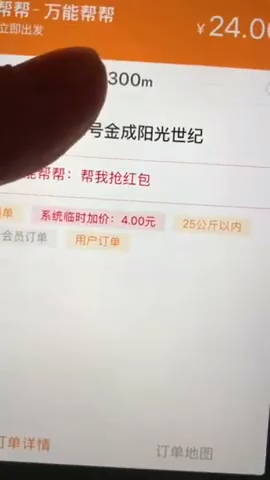 帮帮-万能帮帮
立即出发
¥24.0
300m
号金成阳光世纪
能帮帮：帮我抢红包
单
系统临时加价：4.00元
25公斤以内
会员订单
用户订单
订单详情
订单地图